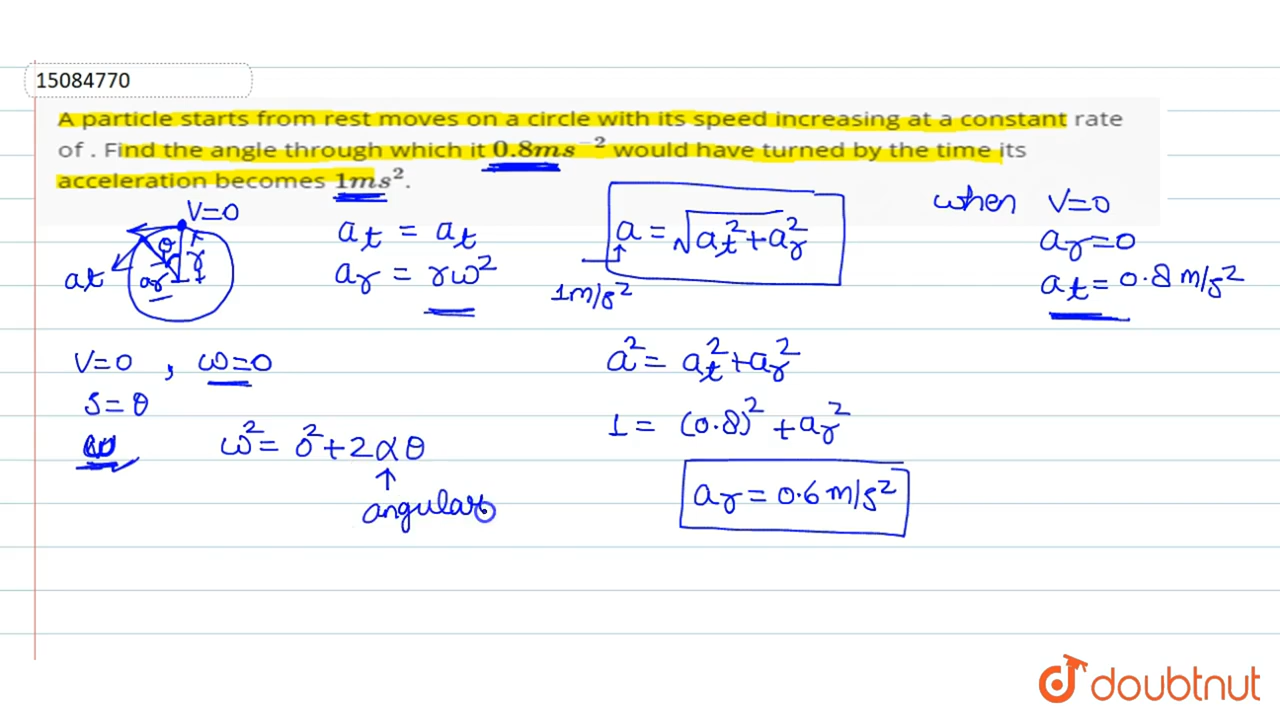 15084770
A particle starts from rest moves on a circle with its speed increasing at a constant rate
of . Find the angle through which it 0.8ms⁻² would have turned by the time its
acceleration becomes 1ms².
V=0
θ
r
at
ar
at = at
ar = rω²
a = √at²+ar²
1m/s²
when V=0
ar=0
at = 0.8 m/s²
V=0 , ω=0
S=θ
ω² = 0²+2αθ
↑
angular
a² = at²+ar²
1 = (0.8)² + ar²
ar = 0.6 m/s²
doubtnut